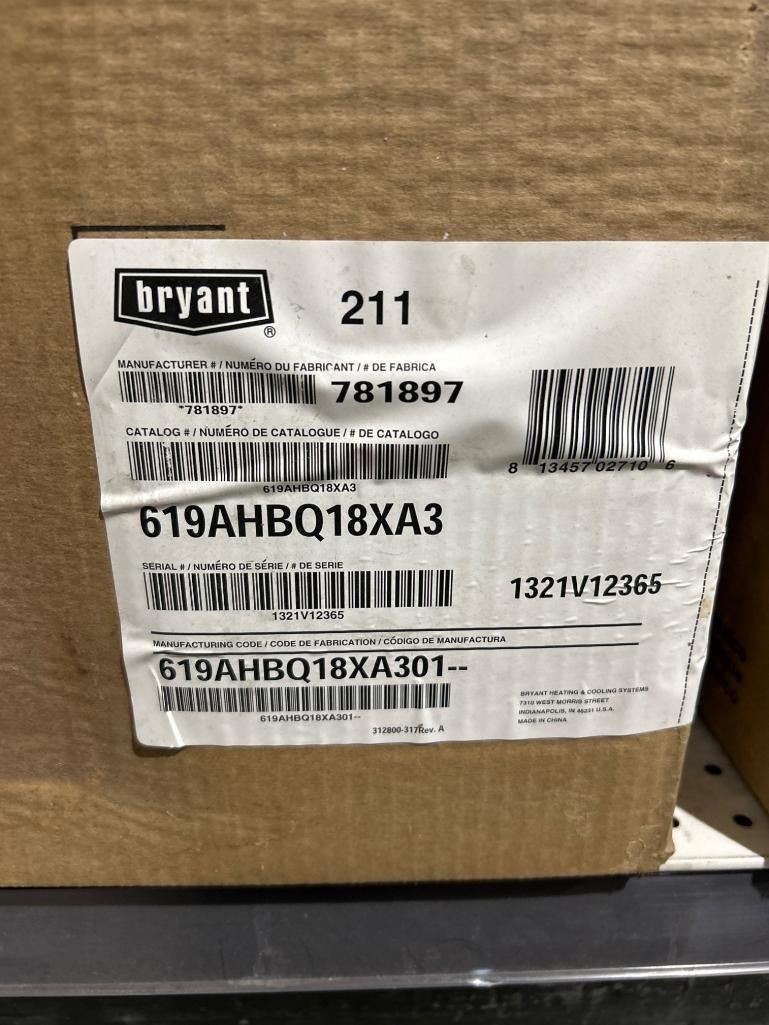 bryant ®
211
MANUFACTURER # / NUMÉRO DU FABRICANT / # DE FABRICA
781897
*781897*
8 13457 02710 6
CATALOG # / NUMÉRO DE CATALOGUE / # DE CATALOGO
619AHBQ18XA3
619AHBQ18XA3
SERIAL # / NUMÉRO DE SÉRIE / # DE SERIE
1321V12365
1321V12365
MANUFACTURING CODE / CODE DE FABRICATION / CÓDIGO DE MANUFACTURA
619AHBQ18XA301--
619AHBQ18XA301--
BRYANT HEATING & COOLING SYSTEMS
7310 WEST MORRIS STREET
INDIANAPOLIS, IN 46231 U.S.A.
MADE IN CHINA
312800-317Rev. A